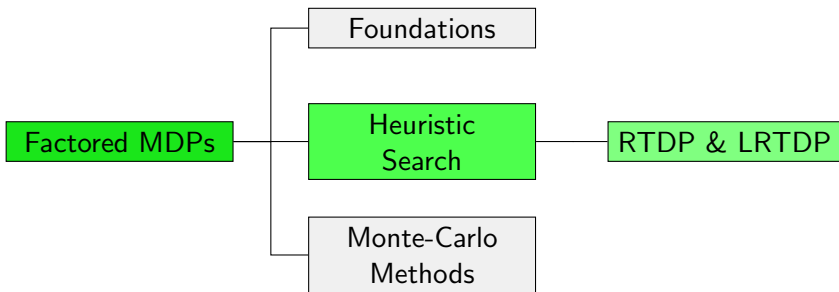 Foundations
Factored MDPs
Heuristic
Search
RTDP & LRTDP
Monte-Carlo
Methods